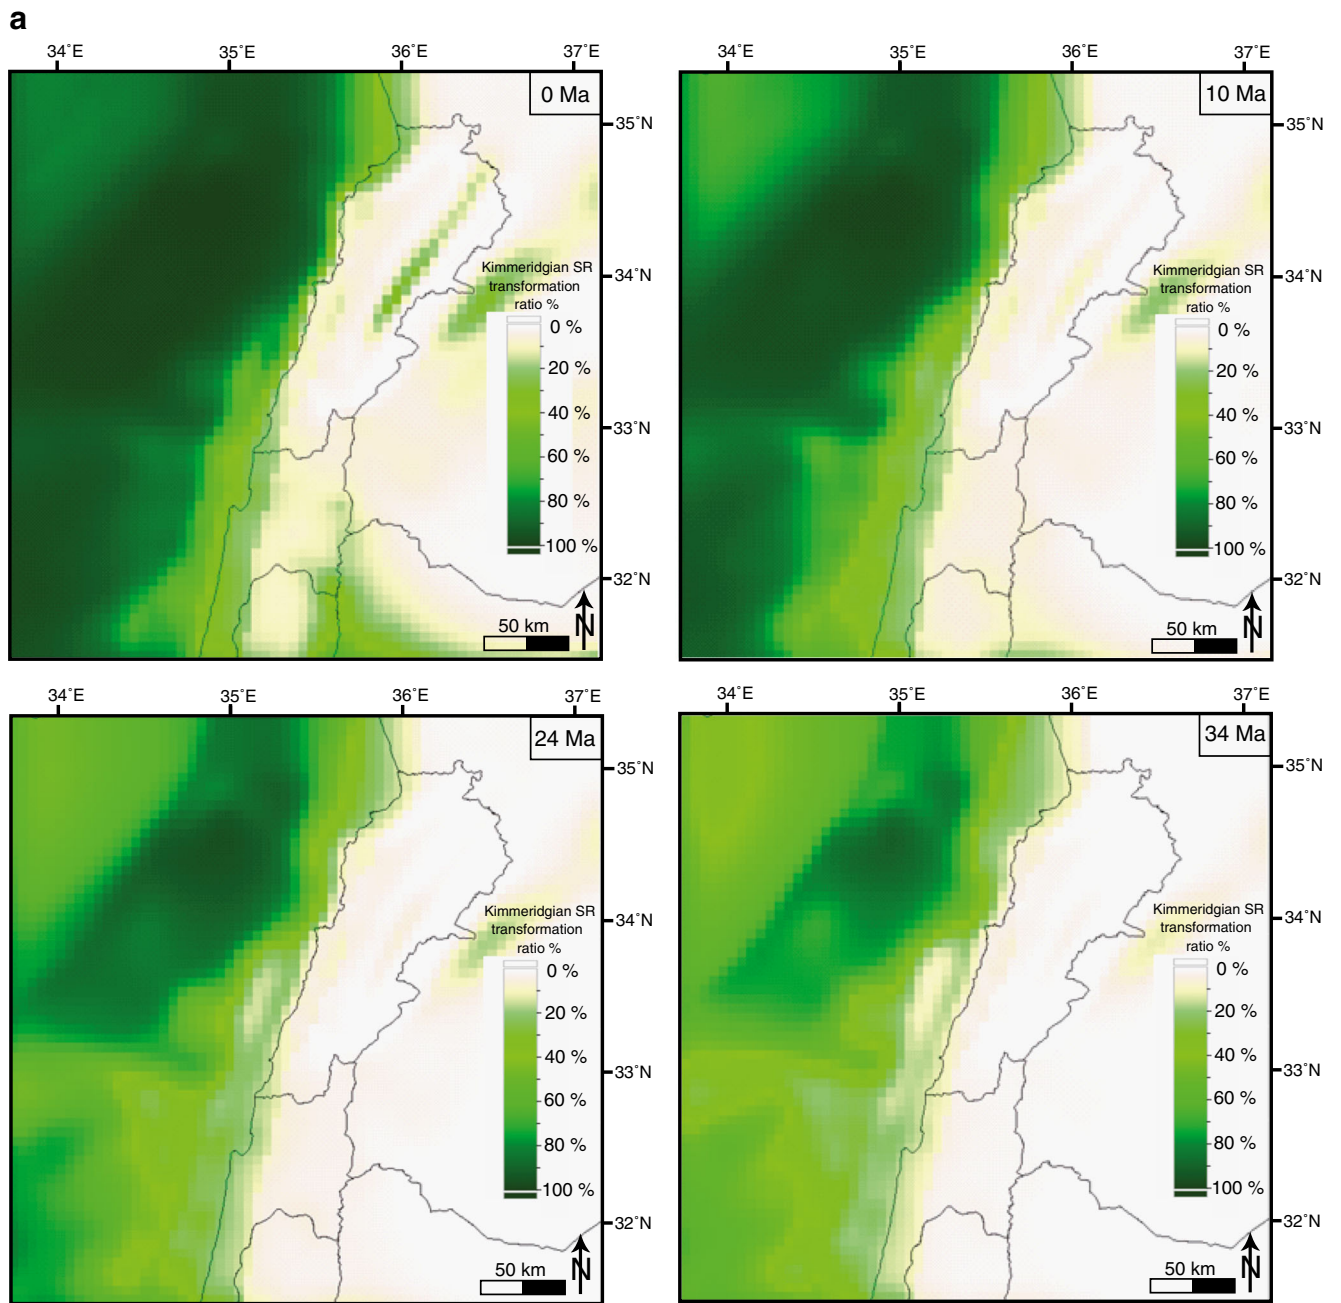 a
34°E 35°E 36°E 37°E
0 Ma
35°N
34°N
33°N
32°N
Kimmeridgian SR
transformation
ratio %
0 %
20 %
40 %
60 %
80 %
100 %
50 km
N
34°E 35°E 36°E 37°E
10 Ma
35°N
34°N
33°N
32°N
Kimmeridgian SR
transformation
ratio %
0 %
20 %
40 %
60 %
80 %
100 %
50 km
N
34°E 35°E 36°E 37°E
24 Ma
35°N
34°N
33°N
32°N
Kimmeridgian SR
transformation
ratio %
0 %
20 %
40 %
60 %
80 %
100 %
50 km
N
34°E 35°E 36°E 37°E
34 Ma
35°N
34°N
33°N
32°N
Kimmeridgian SR
transformation
ratio %
0 %
20 %
40 %
60 %
80 %
100 %
50 km
N